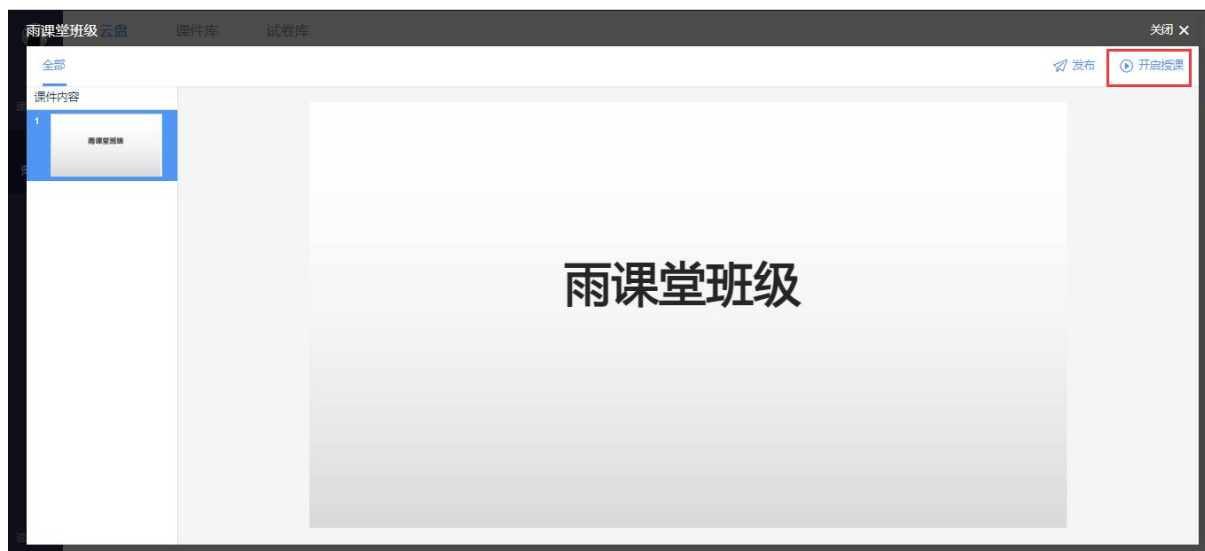 雨课堂班级 云盘 课件库 试卷库 关闭 ×
全部 发布 开启授课
课件内容
1
雨课堂班级
雨课堂班级